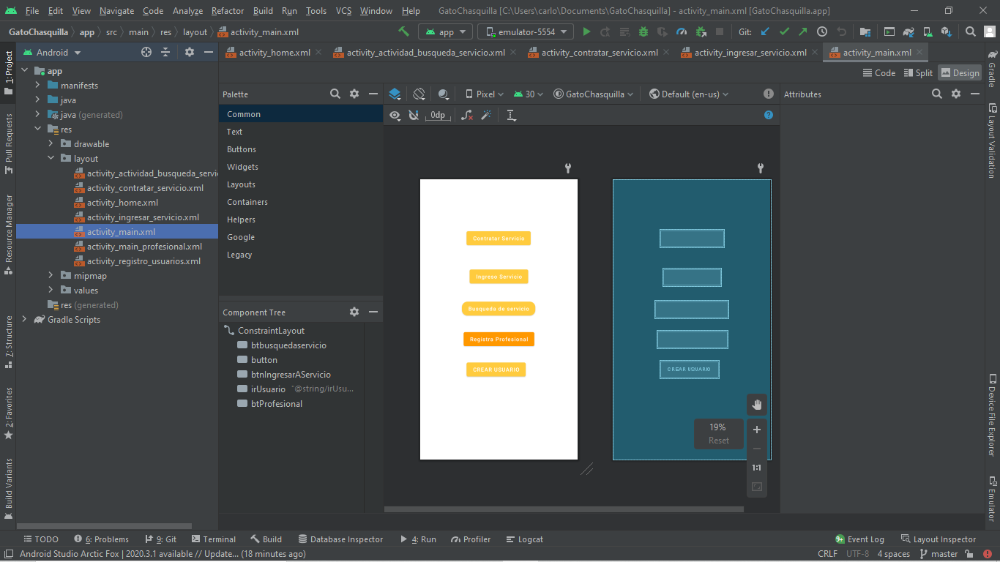 File Edit View Navigate Code Analyze Refactor Build Run Tools VCS Window Help GatoChasquilla [C:\Users\carlo\Documents\GatoChasquilla] - activity_main.xml [GatoChasquilla.app]
GatoChasquilla app src main res layout activity_main.xml app emulator-5554 Git:
Android
activity_home.xml activity_actividad_busqueda_servicio.xml activity_contratar_servicio.xml activity_ingresar_servicio.xml activity_main.xml
Code Split Design
1: Project
Pull Requests
Resource Manager
7: Structure
2: Favorites
Build Variants
app
manifests
java
java (generated)
res
drawable
layout
activity_actividad_busqueda_servi
activity_contratar_servicio.xml
activity_home.xml
activity_ingresar_servicio.xml
activity_main.xml
activity_main_profesional.xml
activity_registro_usuarios.xml
mipmap
values
res (generated)
Gradle Scripts
Palette
Common
Text
Buttons
Widgets
Layouts
Containers
Helpers
Google
Legacy
Component Tree
ConstraintLayout
btbusquedaservicio
button
btnIngresarAServicio
irUsuario "@string/irUsu...
btProfesional
Pixel 30 GatoChasquilla Default (en-us)
0dp
Contratar Servicio
Ingreso Servicio
Busqueda de servicio
Registra Profesional
CREAR USUARIO
CREAR USUARIO
19%
Reset
1:1
Attributes
Gradle
Layout Validation
Device File Explorer
Emulator
TODO 6: Problems 9: Git Terminal Build Database Inspector 4: Run Profiler Logcat 9+ Event Log Layout Inspector
Android Studio Arctic Fox | 2020.3.1 available // Update... (18 minutes ago) CRLF UTF-8 4 spaces master